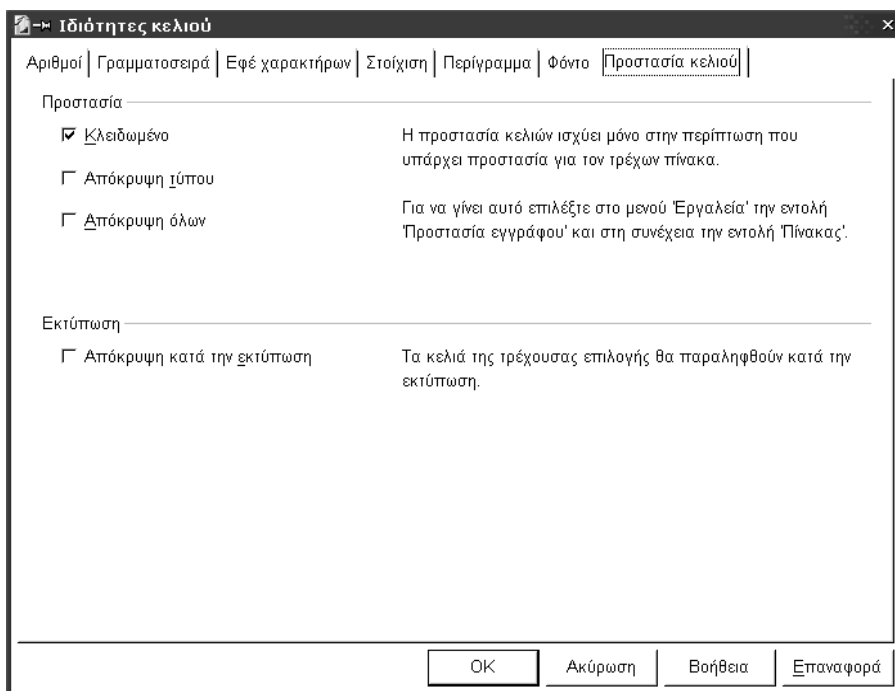 Ιδιότητες κελιού
Αριθμοί Γραμματοσειρά Εφέ χαρακτήρων Στοίχιση Περίγραμμα Φόντο Προστασία κελιού
Προστασία
Κλειδωμένο
Η προστασία κελιών ισχύει μόνο στην περίπτωση που
υπάρχει προστασία για τον τρέχων πίνακα.
Απόκρυψη τύπου
Απόκρυψη όλων
Για να γίνει αυτό επιλέξτε στο μενού 'Εργαλεία' την εντολή
'Προστασία εγγράφου' και στη συνέχεια την εντολή 'Πίνακας'.
Εκτύπωση
Απόκρυψη κατά την εκτύπωση
Τα κελιά της τρέχουσας επιλογής θα παραληφθούν κατά την
εκτύπωση.
OK Ακύρωση Βοήθεια Επαναφορά